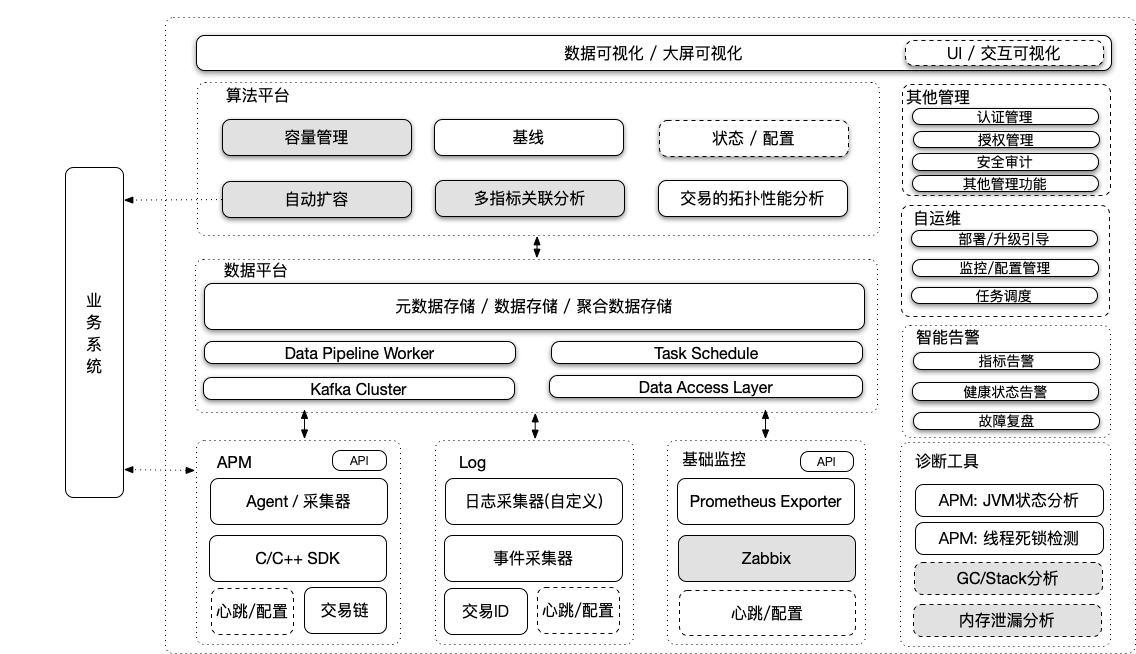 数据可视化 / 大屏可视化
UI / 交互可视化
算法平台
容量管理
基线
状态 / 配置
自动扩容
多指标关联分析
交易的拓扑性能分析
其他管理
认证管理
授权管理
安全审计
其他管理功能
自运维
部署/升级引导
监控/配置管理
任务调度
业
务
系
统
数据平台
元数据存储 / 数据存储 / 聚合数据存储
Data Pipeline Worker
Task Schedule
Kafka Cluster
Data Access Layer
智能告警
指标告警
健康状态告警
故障复盘
APM
API
Agent / 采集器
C/C++ SDK
心跳/配置
交易链
Log
日志采集器(自定义)
事件采集器
交易ID
心跳/配置
基础监控
API
Prometheus Exporter
Zabbix
心跳/配置
诊断工具
APM: JVM状态分析
APM: 线程死锁检测
GC/Stack分析
内存泄漏分析